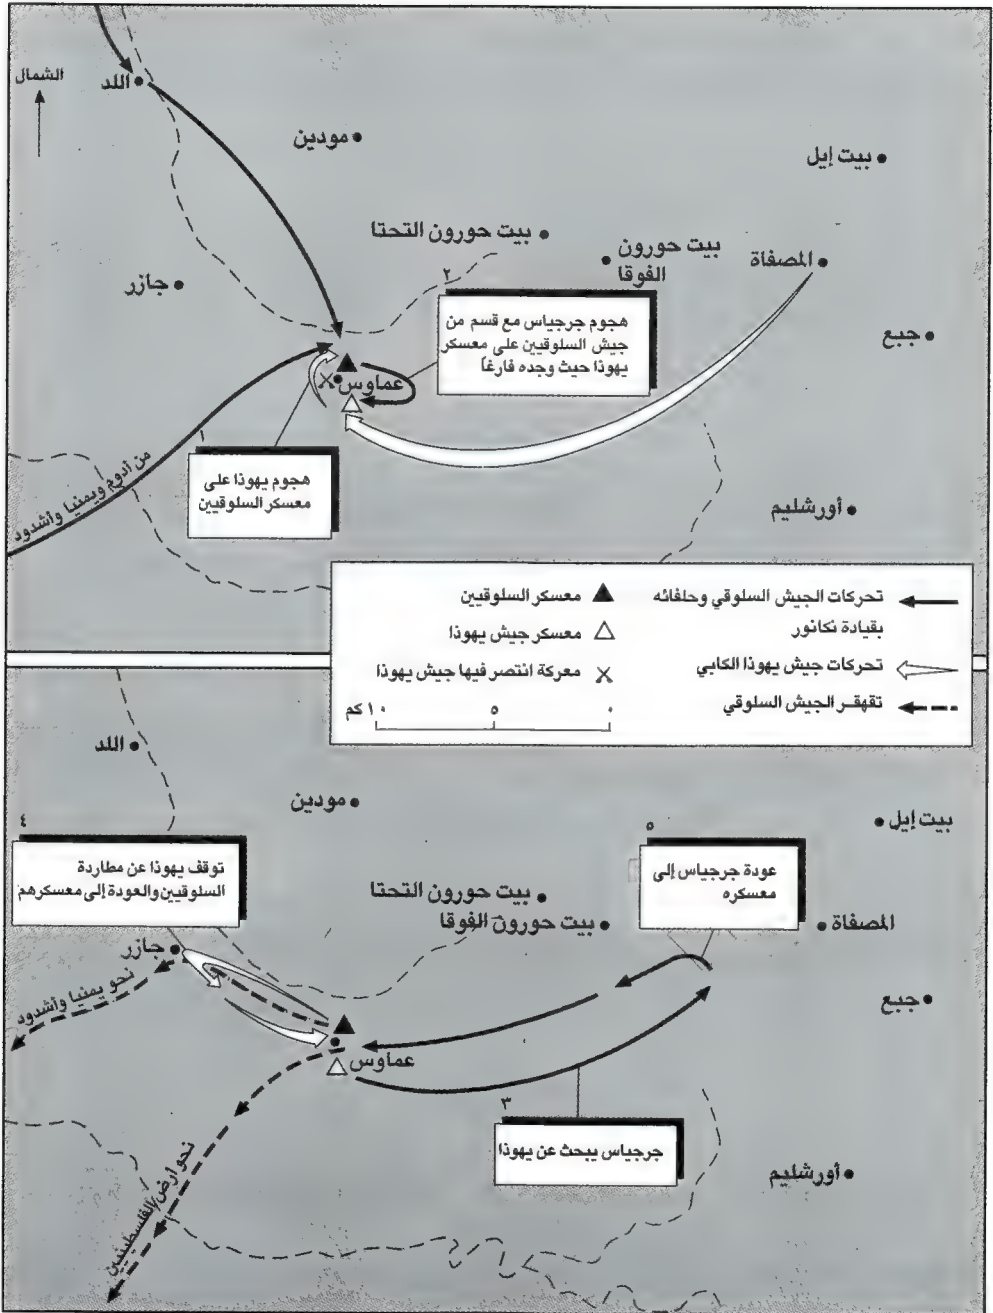 الشمال
اللد
مودين
بيت إيل
بيت حورون التحتا
بيت حورون
الفوقا
المصفاة
جازر
٢
هجوم جرجياس مع قسم من
جيش السلوقيين على معسكر
يهوذا حيث وجده فارغاً
جبع
عماوس
من أدوم ويمنيا وأشدود
هجوم يهوذا على
معسكر السلوقيين
أورشليم
تحركات الجيش السلوقي وحلفائه
بقيادة نكانور
تحركات جيش يهوذا الكابي
تقهقر الجيش السلوقي
معسكر السلوقيين
معسكر جيش يهوذا
معركة انتصر فيها جيش يهوذا
٠ ٥ ١٠ كم
اللد
مودين
بيت إيل
٤
توقف يهوذا عن مطاردة
السلوقيين والعودة إلى معسكرهم
٥
عودة جرجياس إلى
معسكره
بيت حورون التحتا
بيت حورون الفوقا
المصفاة
جازر
نحو يمنيا وأشدود
جبع
عماوس
٣
جرجياس يبحث عن يهوذا
نحو أرض الفلسطينيين
أورشليم